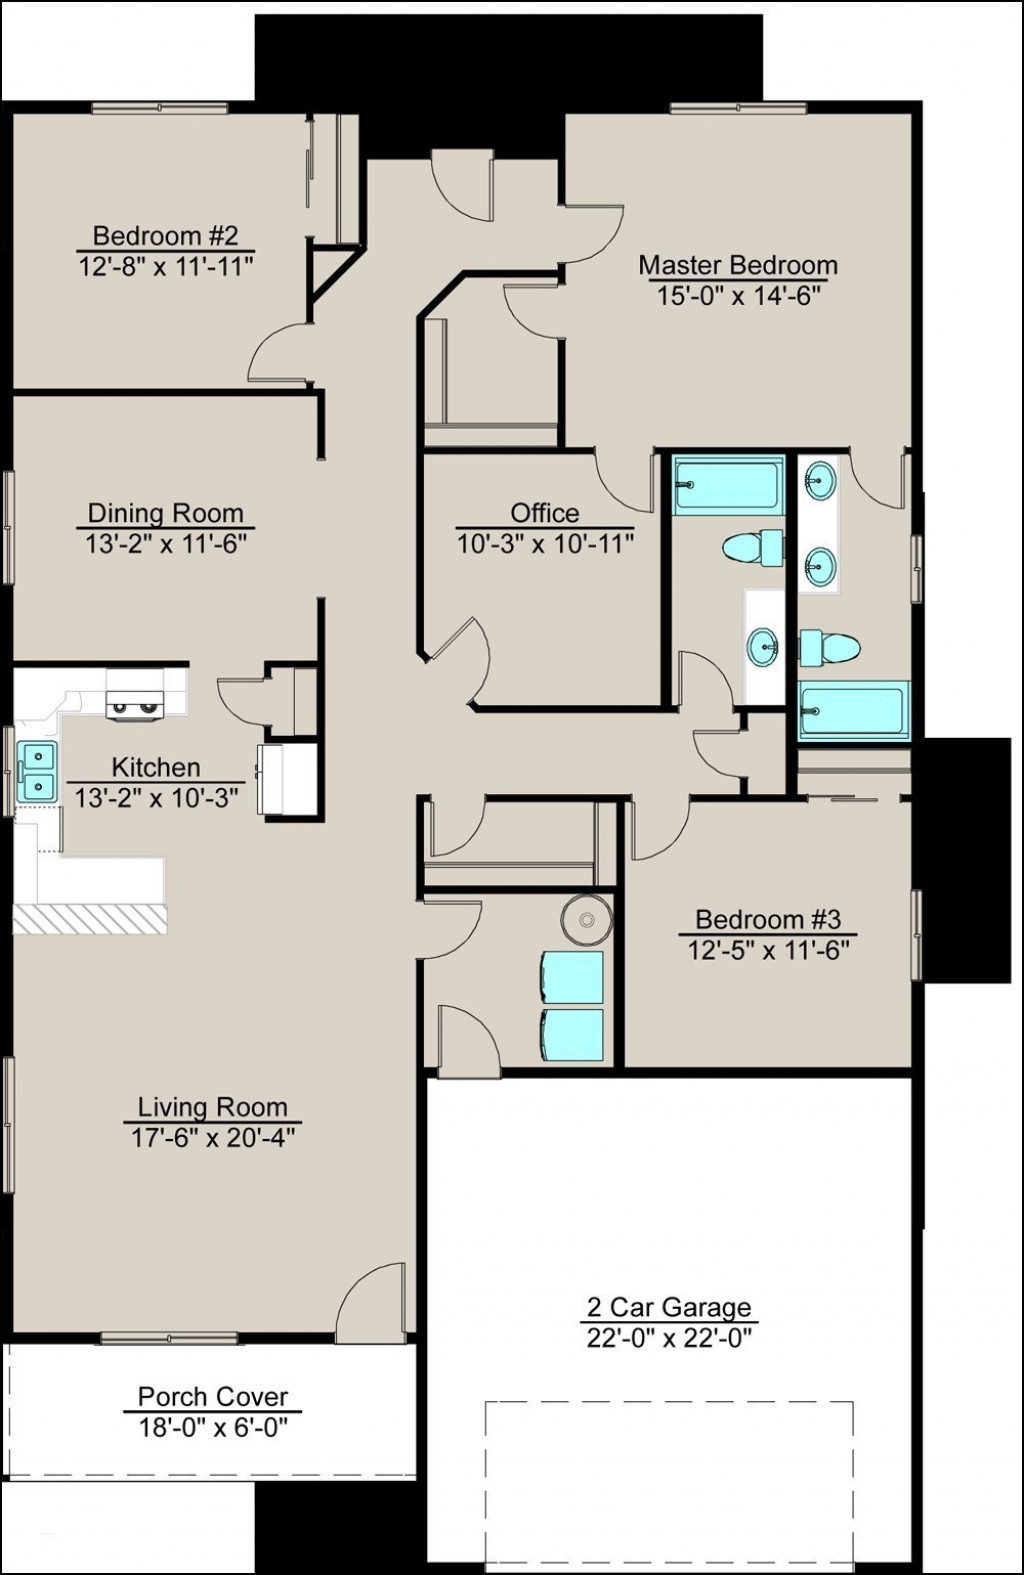 Bedroom #2
12'-8" x 11'-11"
Master Bedroom
15'-0" x 14'-6"
Dining Room
13'-2" x 11'-6"
Office
10'-3" x 10'-11"
Kitchen
13'-2" x 10'-3"
Bedroom #3
12'-5" x 11'-6"
Living Room
17'-6" x 20'-4"
2 Car Garage
22'-0" x 22'-0"
Porch Cover
18'-0" x 6'-0"